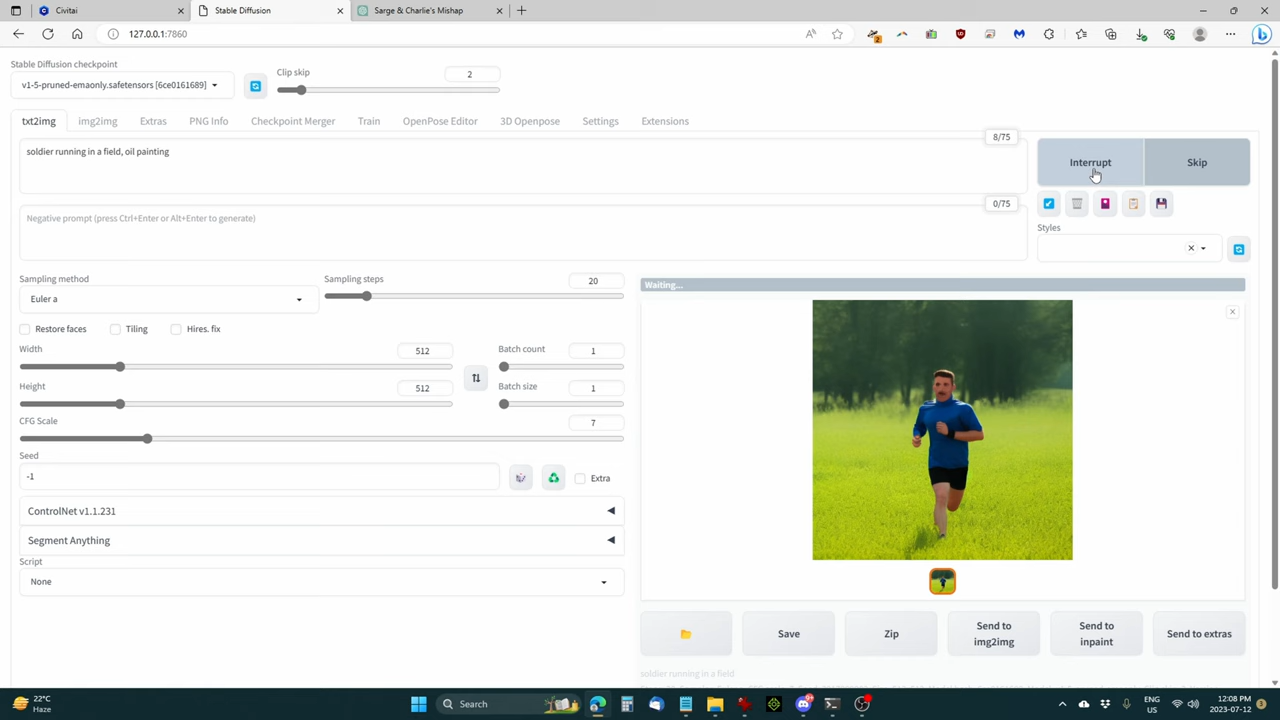 Civitai
Stable Diffusion
Sarge & Charlie's Mishap
127.0.0.1:7860
Stable Diffusion checkpoint
v1-5-pruned-emaonly.safetensors [6ce0161689]
Clip skip
2
txt2img
img2img
Extras
PNG Info
Checkpoint Merger
Train
OpenPose Editor
3D Openpose
Settings
Extensions
8/75
soldier running in a field, oil painting
Interrupt
Skip
0/75
Negative prompt (press Ctrl+Enter or Alt+Enter to generate)
Styles
Sampling method
Euler a
Sampling steps
20
Waiting...
Restore faces
Tiling
Hires. fix
Width
512
Batch count
1
Height
512
Batch size
1
CFG Scale
7
Seed
-1
Extra
ControlNet v1.1.231
Segment Anything
Script
None
Save
Zip
Send to img2img
Send to inpaint
Send to extras
soldier running in a field
22°C
Haze
Search
ENG
US
12:08 PM
2023-07-12